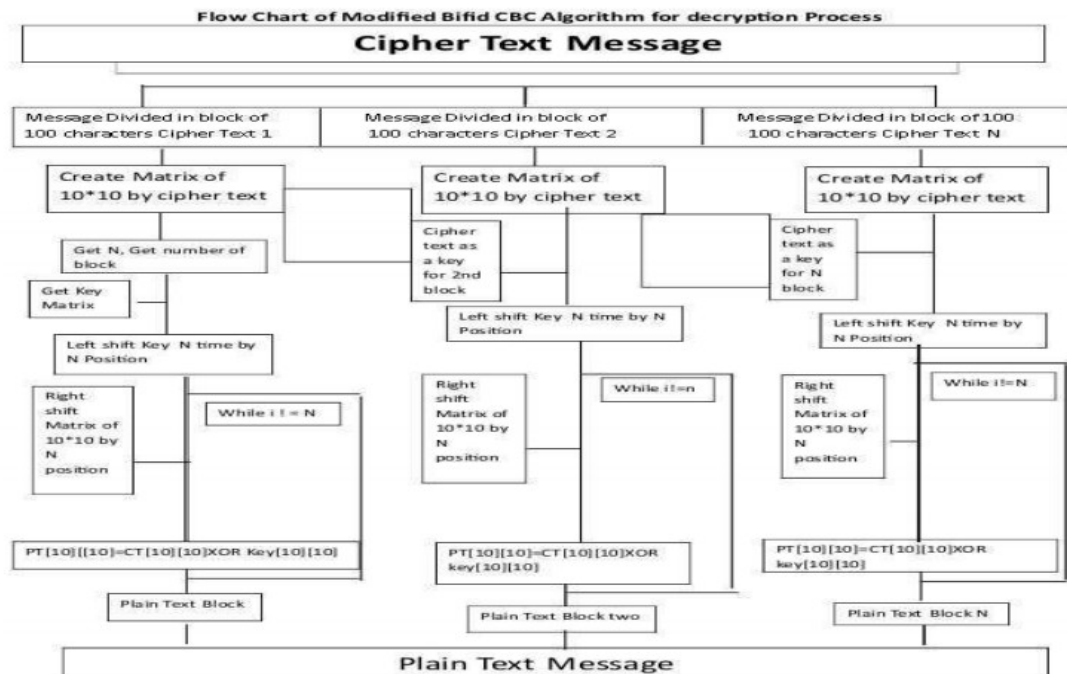 Flow Chart of Modified Bifid CBC Algorithm for decryption Process
Cipher Text Message
Message Divided in block of
100 characters Cipher Text 1
Message Divided in block of
100 characters Cipher Text 2
Message Divided in block of 100
100 characters Cipher Text N
Create Matrix of
10*10 by cipher text
Create Matrix of
10*10 by cipher text
Create Matrix of
10*10 by cipher text
Get N, Get number of
block
Cipher
text as
a key
for 2nd
block
Cipher
text as
a key
for N
block
Get Key
Matrix
Left shift Key N time by
N Position
Left shift Key N time by N
Position
Left shift Key N time by
N Position
Right
shift
Matrix of
10*10 by
N
position
While i ! = N
Right
shift
Matrix of
10*10 by
N
position
While i!=n
Right
shift
Matrix of
10*10 by
N
position
While i!=N
PT[10][[10]=CT[10][10]XOR Key[10][10]
PT[10][10]=CT[10][10]XOR
key[10][10]
PT[10][10]=CT[10][10]XOR
key[10][10]
Plain Text Block
Plain Text Block two
Plain Text Block N
Plain Text Message